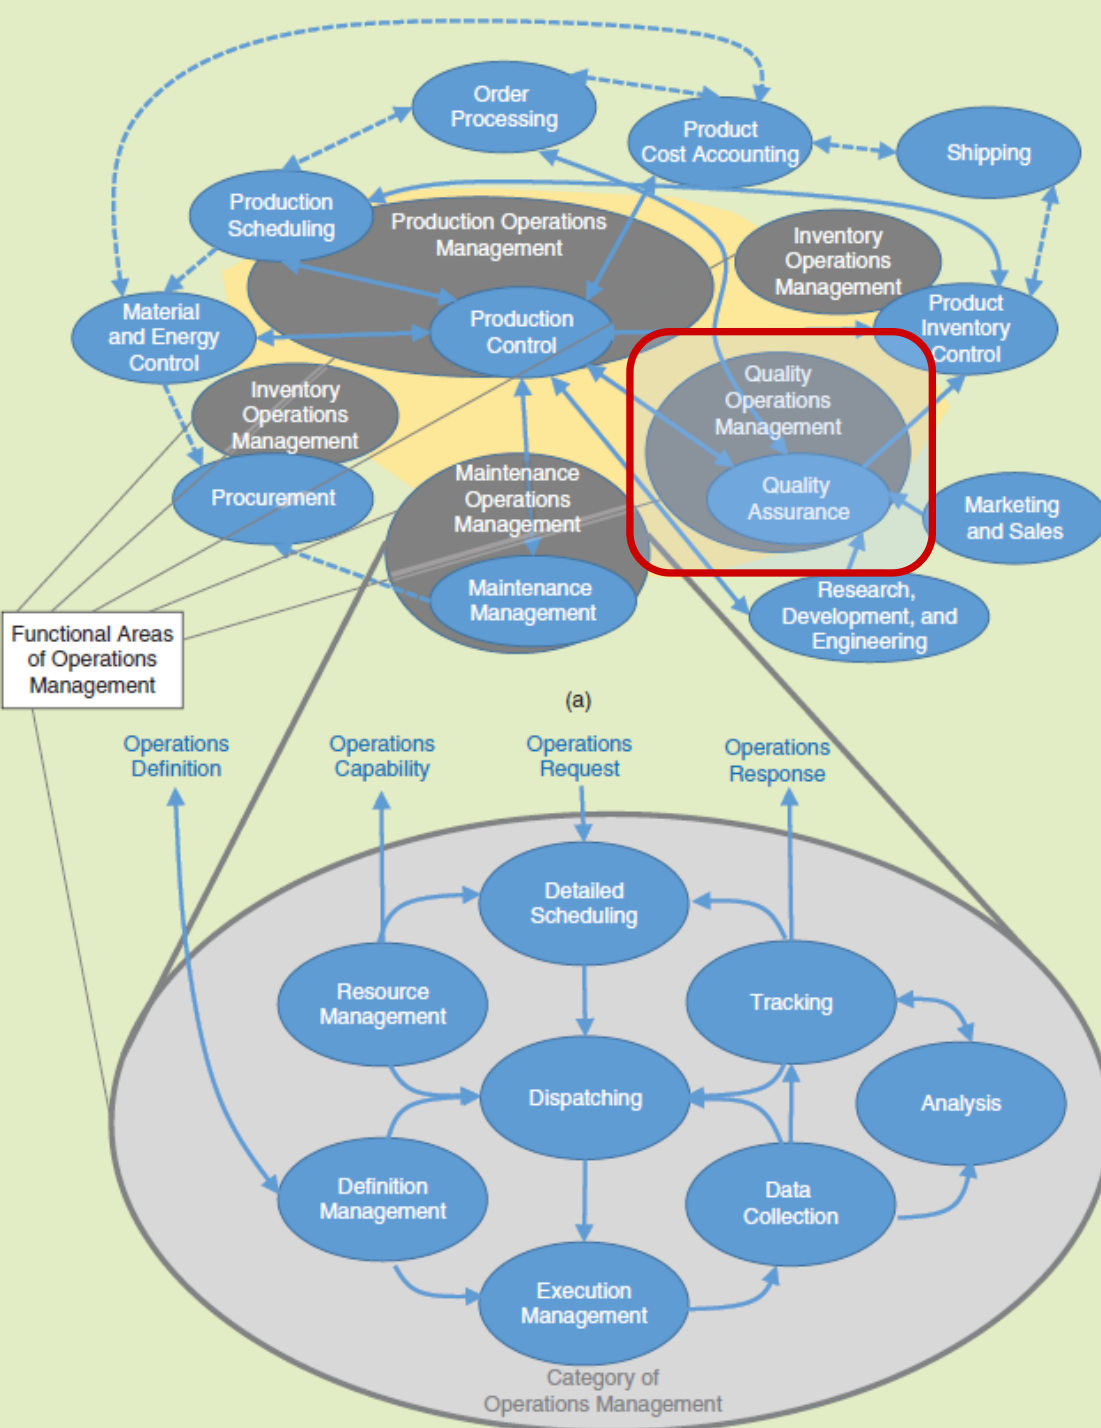 Order
Processing
Product
Cost Accounting
Shipping
Production
Scheduling
Production Operations
Management
Inventory
Operations
Management
Material
and Energy
Control
Production
Control
Product
Inventory
Control
Inventory
Operations
Management
Quality
Operations
Management
Procurement
Maintenance
Operations
Management
Quality
Assurance
Marketing
and Sales
Maintenance
Management
Research,
Development, and
Engineering
Functional Areas
of Operations
Management
(a)
Operations
Definition
Operations
Capability
Operations
Request
Operations
Response
Detailed
Scheduling
Resource
Management
Tracking
Dispatching
Analysis
Definition
Management
Data
Collection
Execution
Management
Category of
Operations Management